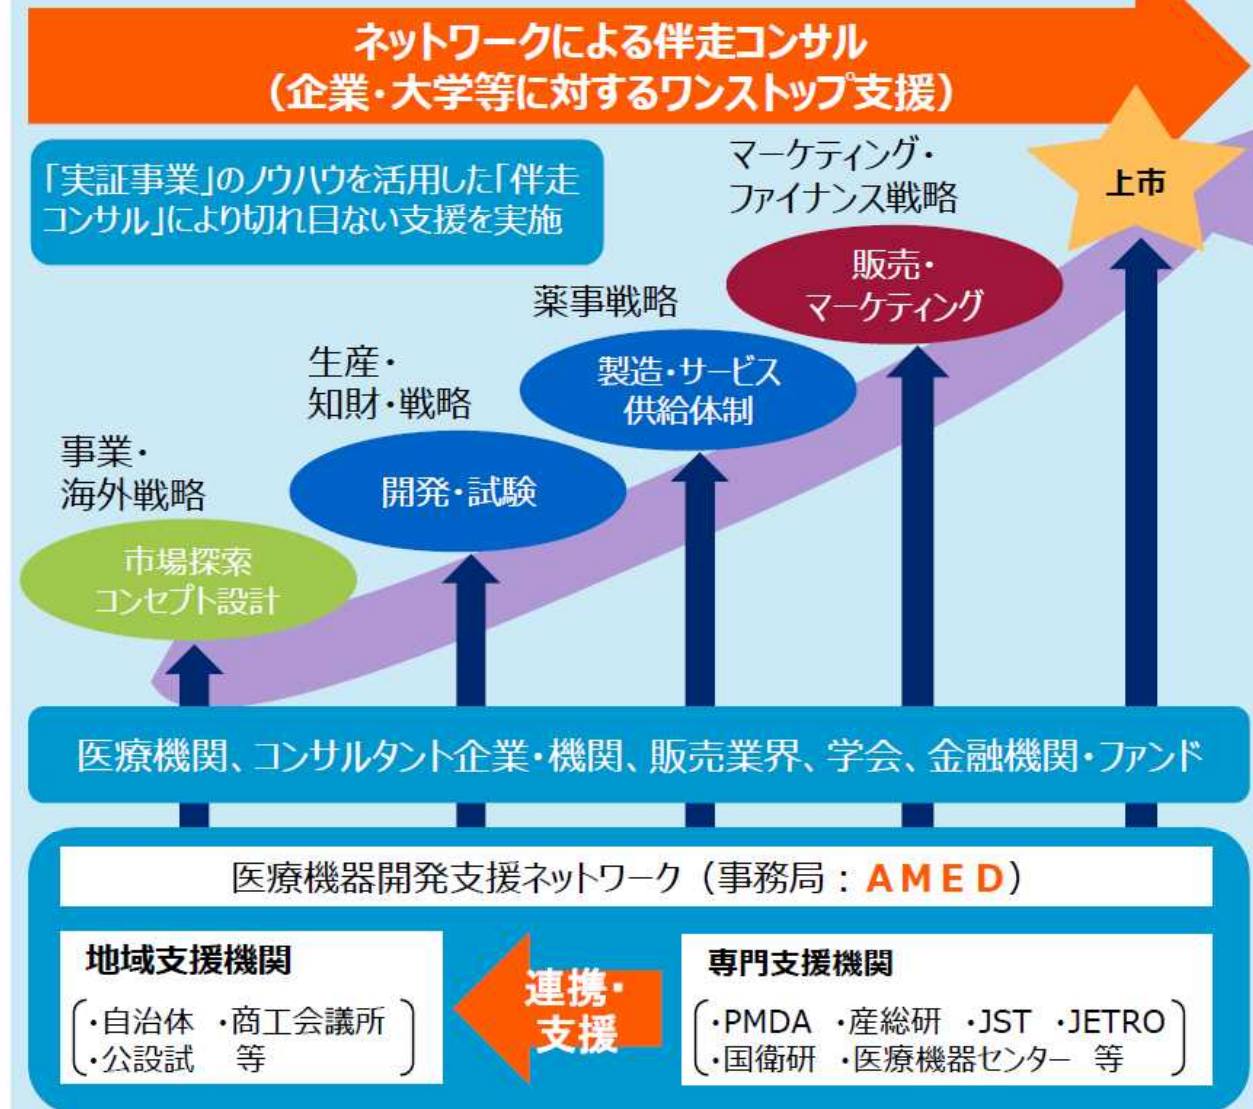 ネットワークによる伴走コンサル
（企業・大学等に対するワンストップ支援）
「実証事業」のノウハウを活用した「伴走
コンサル」により切れ目ない支援を実施
マーケティング・
ファイナンス戦略
上市
販売・
マーケティング
薬事戦略
製造・サービス
供給体制
生産・
知財・戦略
開発・試験
事業・
海外戦略
市場探索
コンセプト設計
医療機関、コンサルタント企業・機関、販売業界、学会、金融機関・ファンド
医療機器開発支援ネットワーク（事務局：ＡＭＥＤ）
地域支援機関
・自治体 ・商工会議所
・公設試 等
連携・
支援
専門支援機関
・PMDA ・産総研 ・JST ・JETRO
・国衛研 ・医療機器センター 等